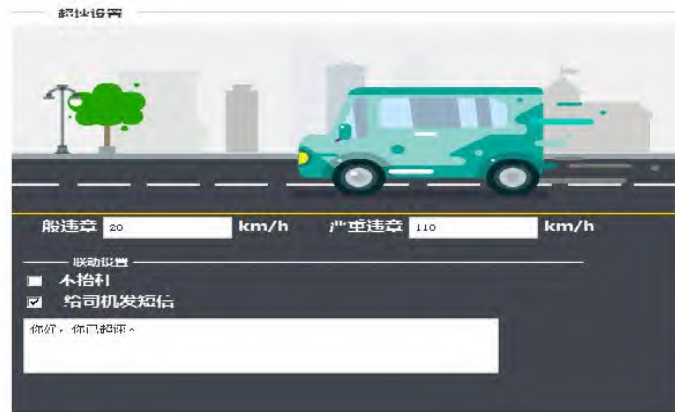 超速设置
般违章 20 km/h 严重违章 110 km/h
联动设置
不抬杆
给司机发短信
你好，你已超速。